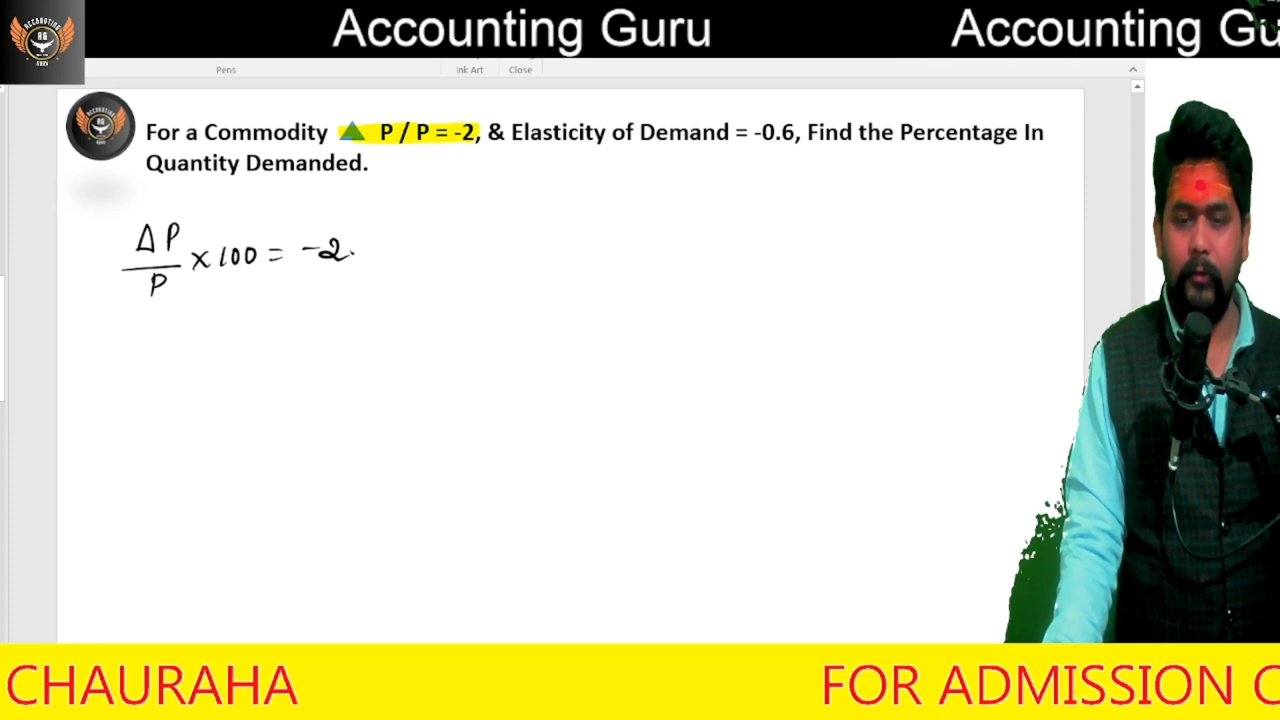 Accounting Guru
Accounting Gu
Pens
Ink Art
Close
For a Commodity ▲ P / P = -2, & Elasticity of Demand = -0.6, Find the Percentage In
Quantity Demanded.
ΔP
/P × 100 = -2.
CHAURAHA
FOR ADMISSION C